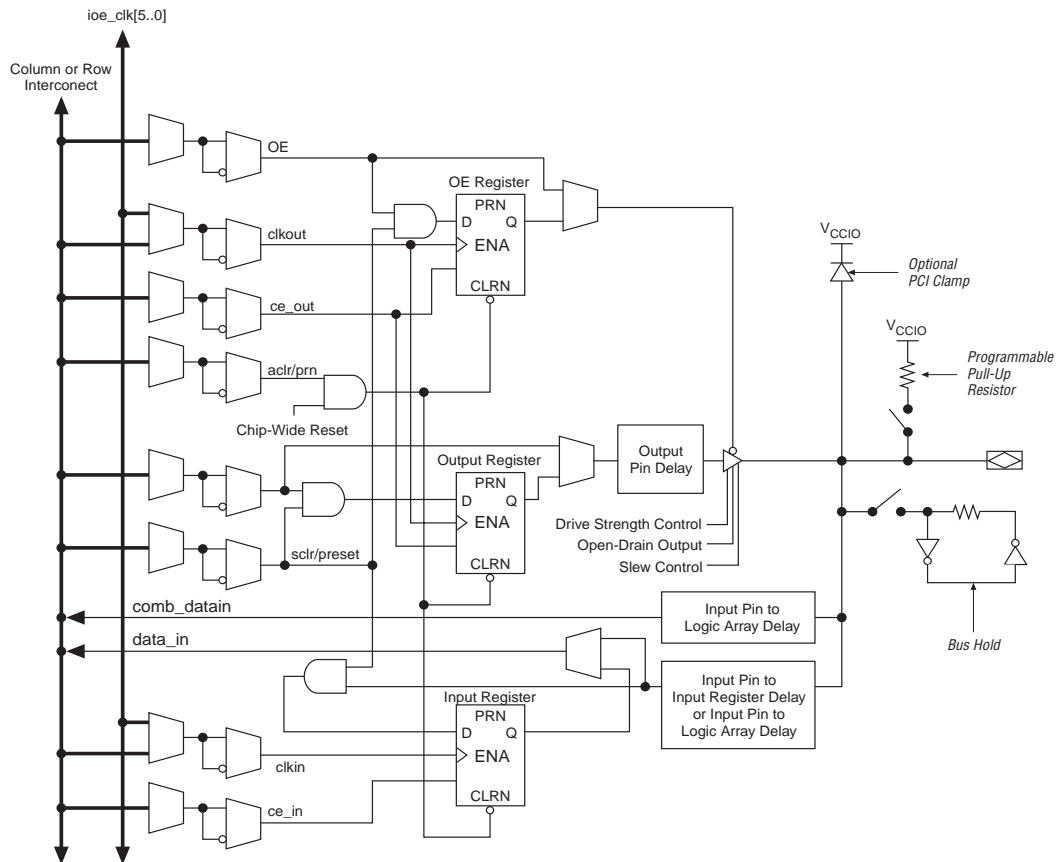 ioe_clk[5..0]
Column or Row
Interconect
OE
OE Register
PRN
D
Q
ENA
CLRN
clkout
ce_out
aclr/prn
Chip-Wide Reset
VCCIO
Optional
PCI Clamp
VCCIO
Programmable
Pull-Up
Resistor
Output Register
PRN
D
Q
ENA
CLRN
Output
Pin Delay
Drive Strength Control
Open-Drain Output
Slew Control
sclr/preset
comb_datain
data_in
Input Pin to
Logic Array Delay
Bus Hold
Input Pin to
Input Register Delay
or Input Pin to
Logic Array Delay
Input Register
PRN
D
Q
ENA
CLRN
clkin
ce_in